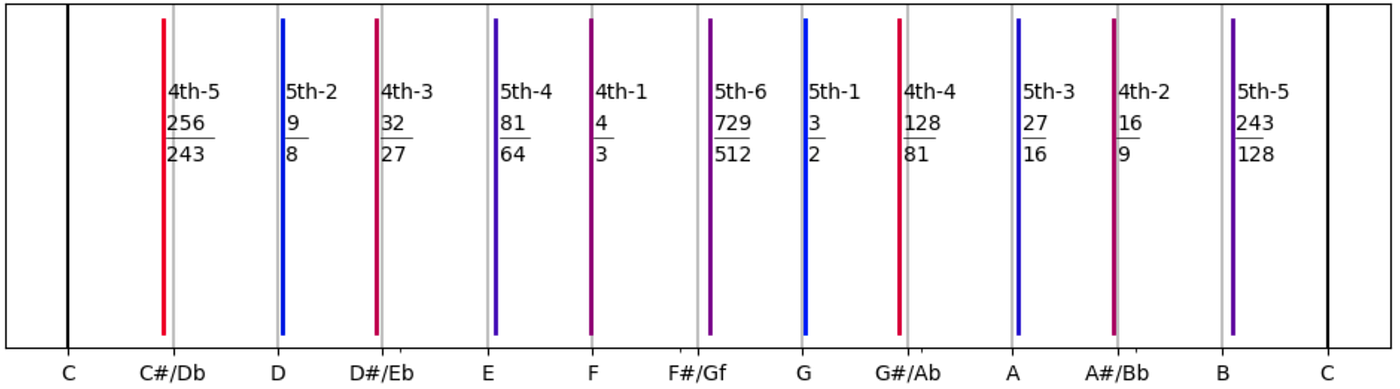 4th-5 5th-2 4th-3 5th-4 4th-1 5th-6 5th-1 4th-4 5th-3 4th-2 5th-5
256 9 32 81 4 729 3 128 27 16 243
243 8 27 64 3 512 2 81 16 9 128
C C#/Db D D#/Eb E F F#/Gf G G#/Ab A A#/Bb B C